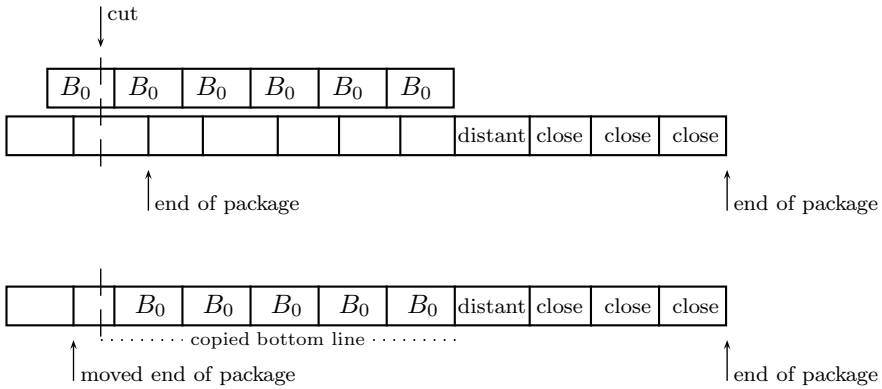 cut
B₀ B₀ B₀ B₀ B₀ B₀
distant close close close
end of package end of package
B₀ B₀ B₀ B₀ B₀ distant close close close
copied bottom line
moved end of package end of package